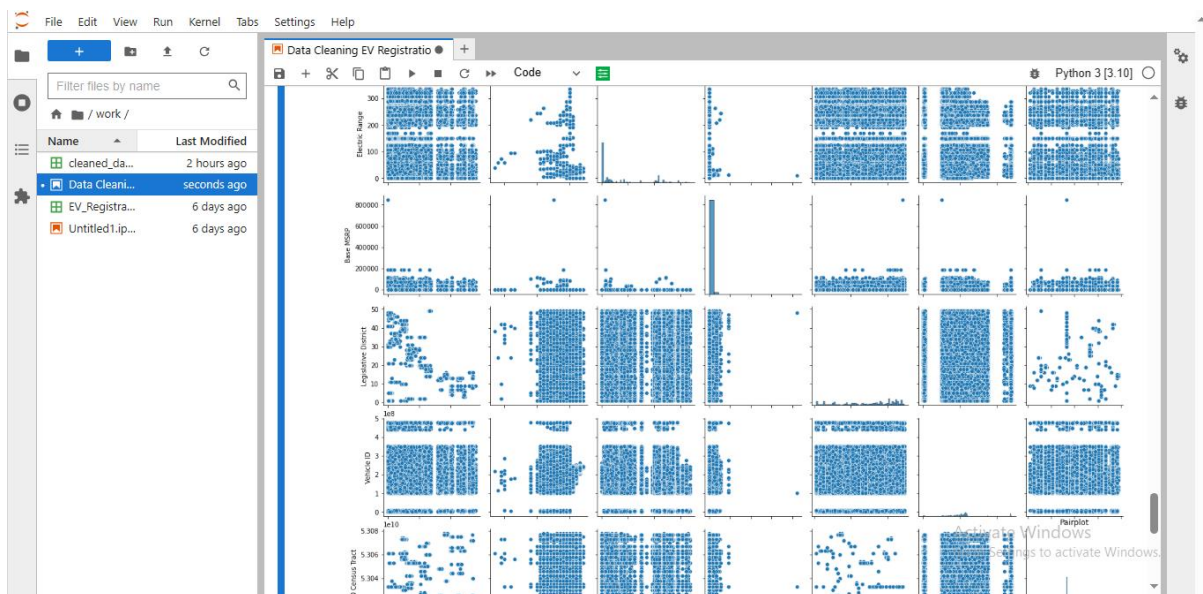 File Edit View Run Kernel Tabs Settings Help
Data Cleaning EV Registratio
Code
Python 3 [3.10]
Filter files by name
/ work /
Name Last Modified
cleaned_da... 2 hours ago
Data Cleani... seconds ago
EV_Registra... 6 days ago
Untitled1.ip... 6 days ago
Electric Range
300
200
100
0
Base MSRP
800000
600000
400000
200000
0
Legislative District
50
40
30
20
10
0
1e8
Vehicle ID
5
4
3
2
1
0
Pairplot
1e10
0 Census Tract
5.308
5.306
5.304
Activate Windows
to activate Windows.